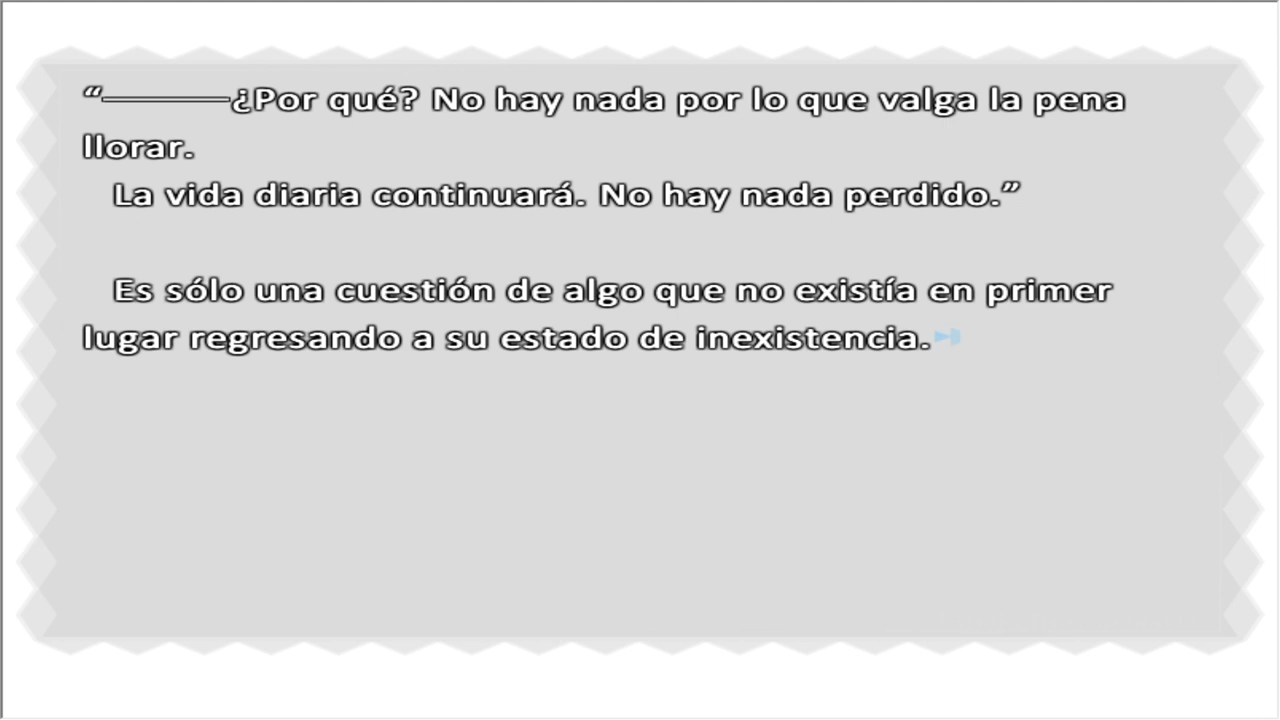 “————¿Por qué? No hay nada por lo que valga la pena
llorar.
La vida diaria continuará. No hay nada perdido.”
Es sólo una cuestión de algo que no existía en primer
lugar regresando a su estado de inexistencia.